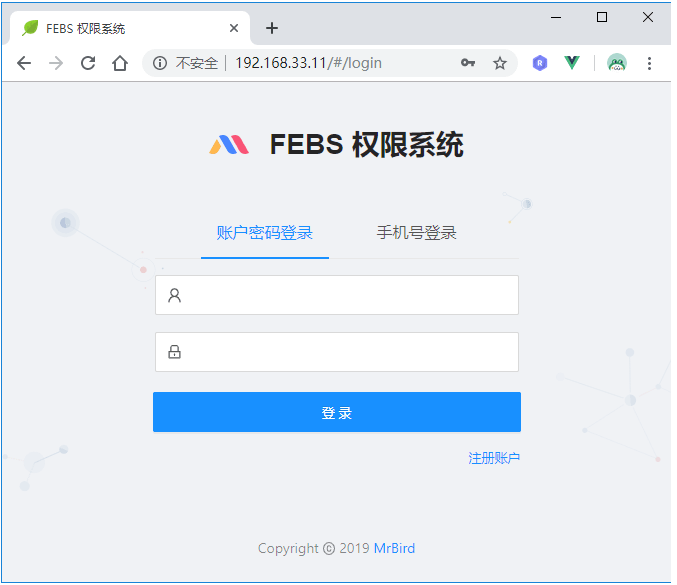 FEBS 权限系统
不安全 | 192.168.33.11/#/login
R
FEBS 权限系统
账户密码登录 手机号登录
登 录
注册账户
Copyright © 2019 MrBird